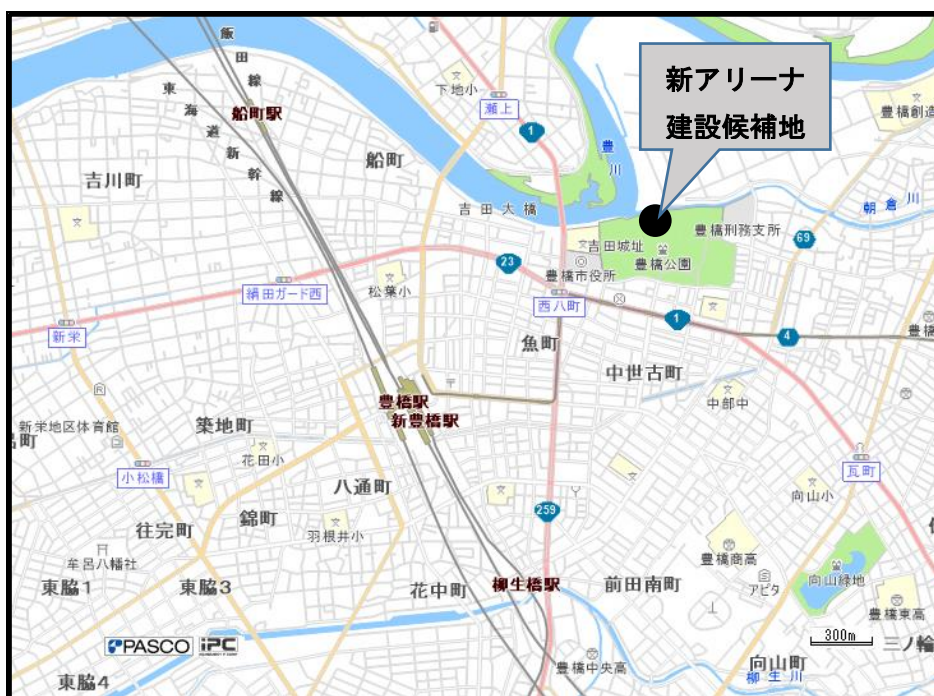 新アリーナ
建設候補地
飯田線
東海道新幹線
船町駅
下地小
瀬上
1
豊川
豊橋創造
船町
吉川町
吉田大橋
朝倉川
豊橋刑務支所
69
吉田城址
豊橋公園
豊橋市役所
23
松葉小
絹田ガード西
西八町
1
4
新栄
魚町
豊橋
中世古町
豊橋駅
新豊橋駅
中部中
新栄地区体育館
築地町
花田小
呂町
小松橋
瓦町
八通町
向山小
259
錦町
羽根井小
往完町
豊橋商高
牟呂八幡社
アピタ
向山緑地
東脇1
東脇3
花中町
柳生橋駅
前田南町
豊橋東高
300m
PASCO iPC
豊橋中央高
向山町
三ノ輪
柳生川
東脇4